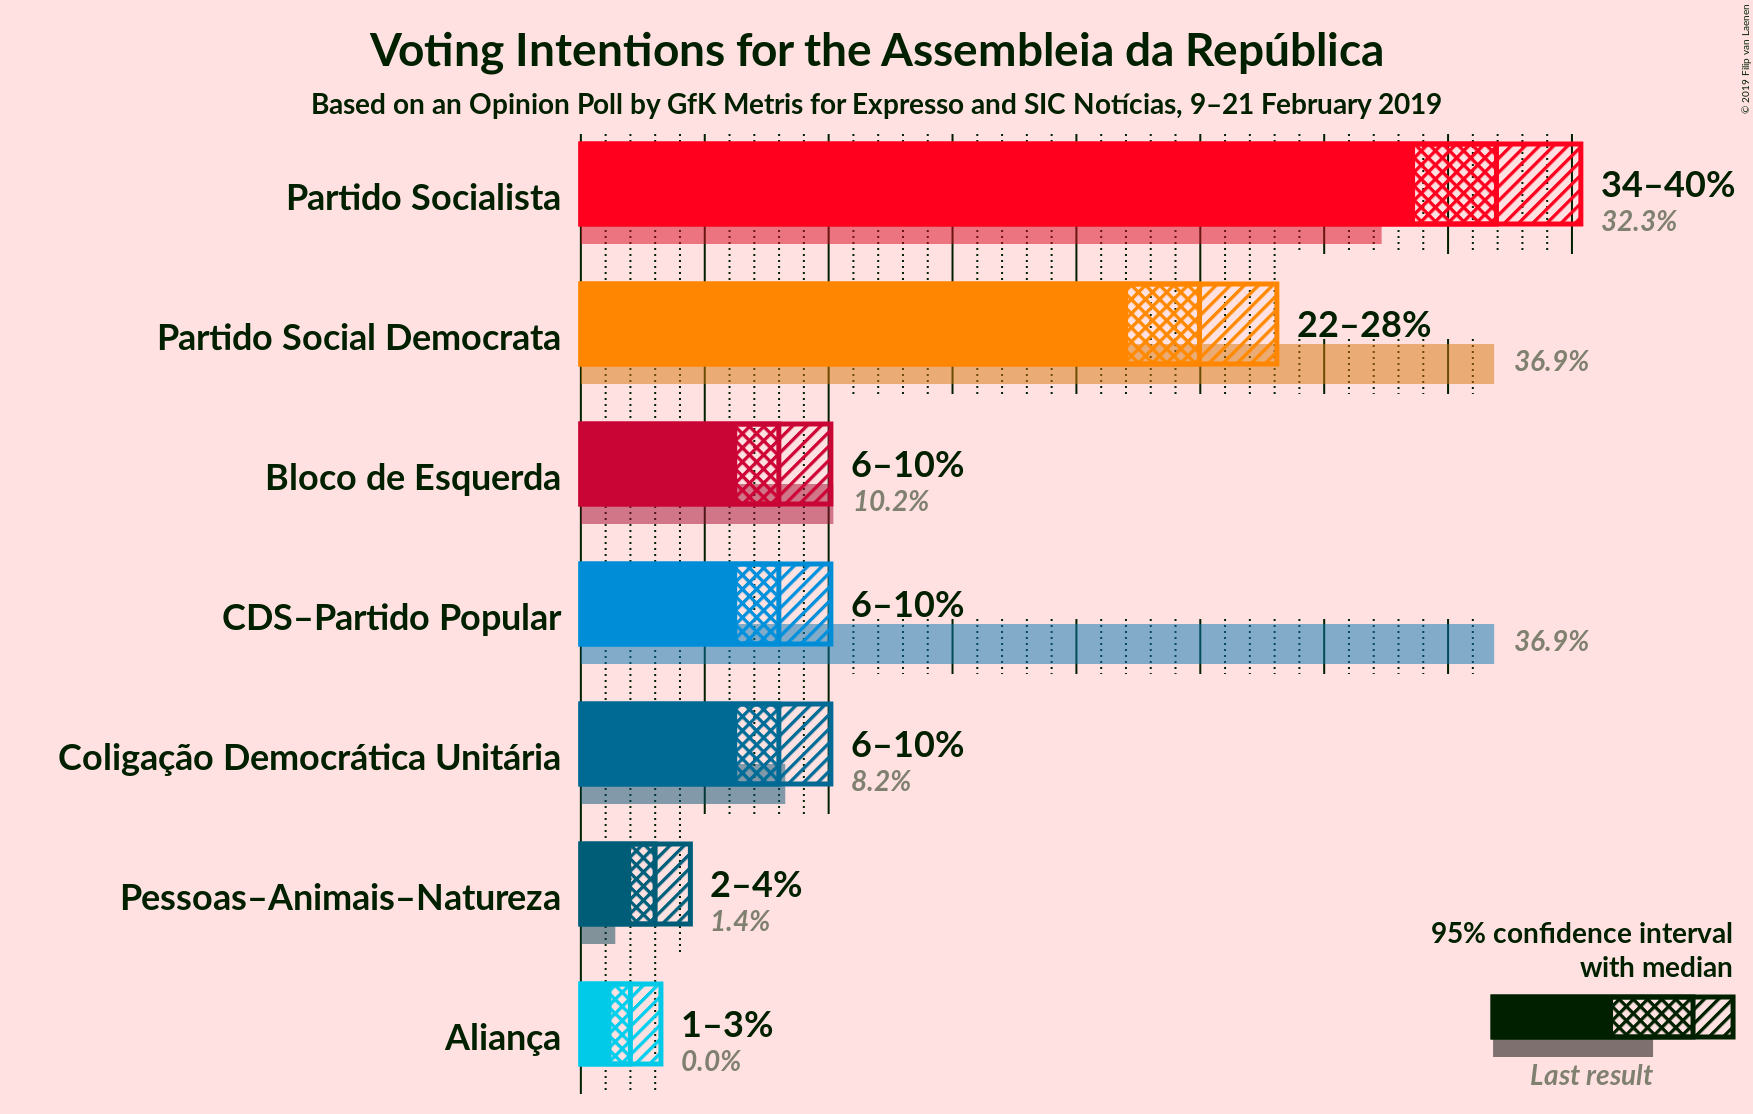 Voting Intentions for the Assembleia da República
Based on an Opinion Poll by GfK Metris for Expresso and SIC Notícias, 9–21 February 2019
© 2019 Filip van Laenen
Partido Socialista
34–40%
32.3%
Partido Social Democrata
22–28%
36.9%
Bloco de Esquerda
6–10%
10.2%
CDS–Partido Popular
6–10%
36.9%
Coligação Democrática Unitária
6–10%
8.2%
Pessoas–Animais–Natureza
2–4%
1.4%
Aliança
1–3%
0.0%
95% confidence interval
with median
Last result